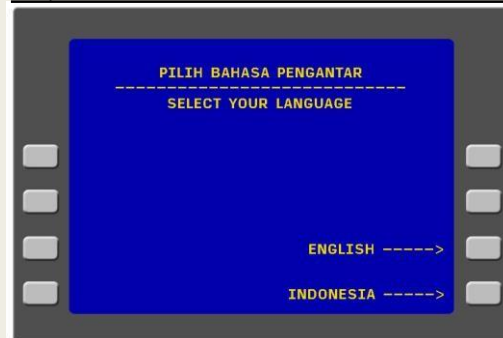 PILIH BAHASA PENGANTAR
----------------------------
SELECT YOUR LANGUAGE
ENGLISH ----->
INDONESIA ----->